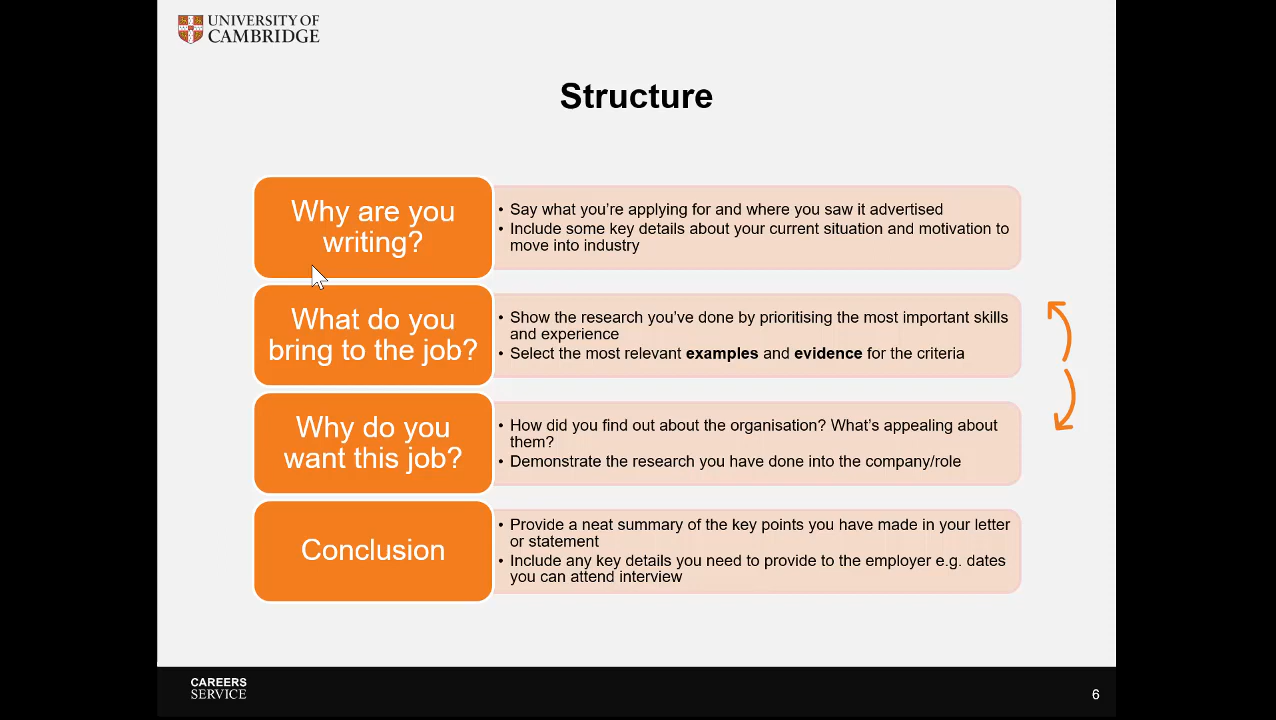 UNIVERSITY OF
CAMBRIDGE
Structure
Why are you
writing?
• Say what you’re applying for and where you saw it advertised
• Include some key details about your current situation and motivation to
move into industry
What do you
bring to the job?
• Show the research you’ve done by prioritising the most important skills
and experience
• Select the most relevant examples and evidence for the criteria
Why do you
want this job?
• How did you find out about the organisation? What’s appealing about
them?
• Demonstrate the research you have done into the company/role
Conclusion
• Provide a neat summary of the key points you have made in your letter
or statement
• Include any key details you need to provide to the employer e.g. dates
you can attend interview
CAREERS
SERVICE
6